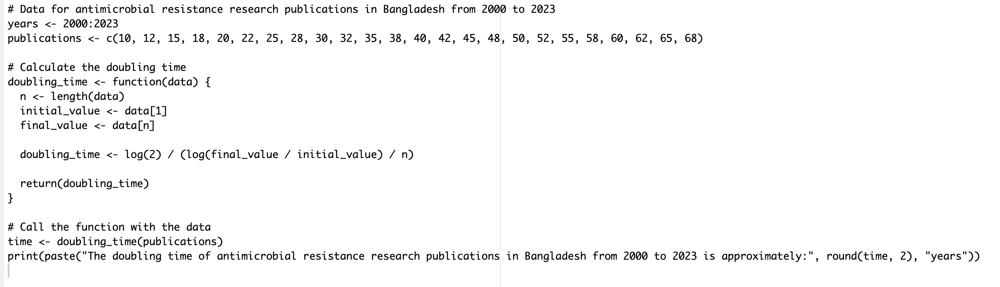 # Data for antimicrobial resistance research publications in Bangladesh from 2000 to 2023
years <- 2000:2023
publications <- c(10, 12, 15, 18, 20, 22, 25, 28, 30, 32, 35, 38, 40, 42, 45, 48, 50, 52, 55, 58, 60, 62, 65, 68)

# Calculate the doubling time
doubling_time <- function(data) {
  n <- length(data)
  initial_value <- data[1]
  final_value <- data[n]

  doubling_time <- log(2) / (log(final_value / initial_value) / n)

  return(doubling_time)
}

# Call the function with the data
time <- doubling_time(publications)
print(paste("The doubling time of antimicrobial resistance research publications in Bangladesh from 2000 to 2023 is approximately:", round(time, 2), "years"))